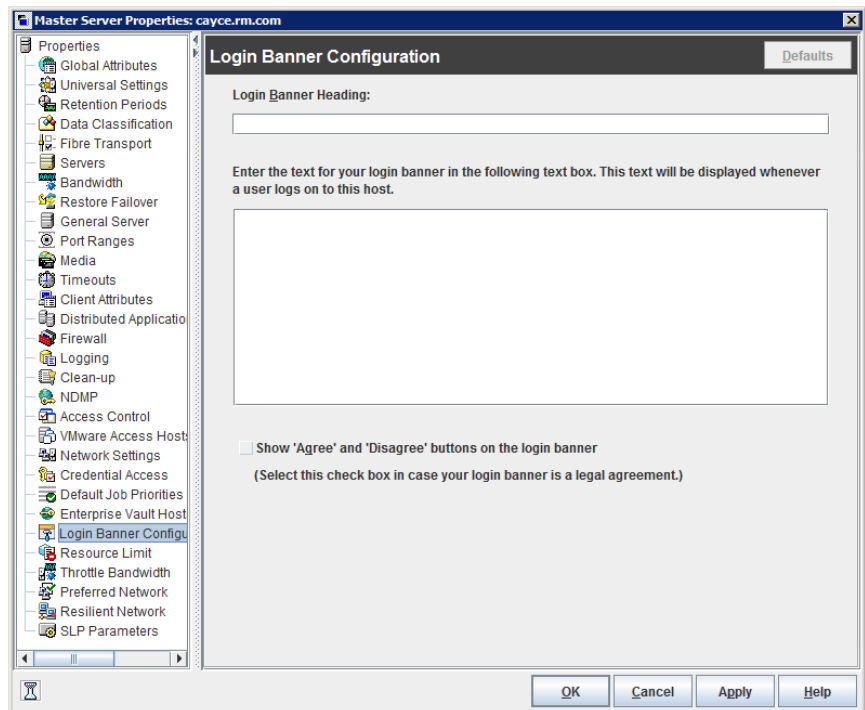 Master Server Properties: cayce.rm.com
Properties
Global Attributes
Universal Settings
Retention Periods
Data Classification
Fibre Transport
Servers
Bandwidth
Restore Failover
General Server
Port Ranges
Media
Timeouts
Client Attributes
Distributed Applicatio
Firewall
Logging
Clean-up
NDMP
Access Control
VMware Access Hosts
Network Settings
Credential Access
Default Job Priorities
Enterprise Vault Host
Login Banner Configu
Resource Limit
Throttle Bandwidth
Preferred Network
Resilient Network
SLP Parameters
Login Banner Configuration
Defaults
Login Banner Heading:
Enter the text for your login banner in the following text box. This text will be displayed whenever
a user logs on to this host.
Show 'Agree' and 'Disagree' buttons on the login banner
(Select this check box in case your login banner is a legal agreement.)
OK
Cancel
Apply
Help